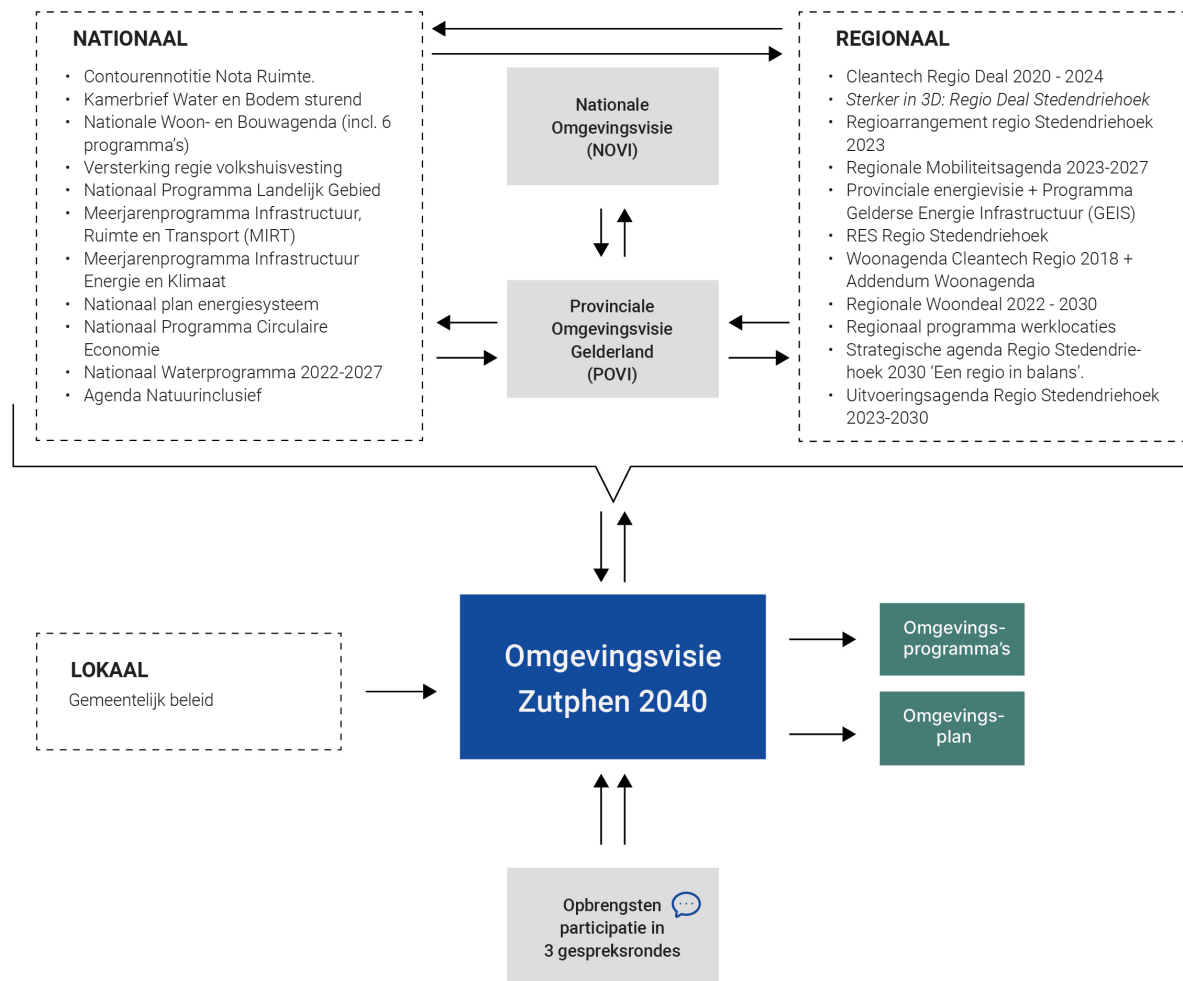 NATIONAAL
• Contourennotitie Nota Ruimte.
• Kamerbrief Water en Bodem sturend
• Nationale Woon- en Bouwagenda (incl. 6
programma's)
• Versterking regie volkshuisvesting
• Nationaal Programma Landelijk Gebied
• Meerjarenprogramma Infrastructuur,
Ruimte en Transport (MIRT)
• Meerjarenprogramma Infrastructuur
Energie en Klimaat
• Nationaal plan energiesysteem
• Nationaal Programma Circulaire
Economie
• Nationaal Waterprogramma 2022-2027
• Agenda Natuurinclusief
Nationale
Omgevingsvisie
(NOVI)
Provinciale
Omgevingsvisie
Gelderland
(POVI)
REGIONAAL
• Cleantech Regio Deal 2020 - 2024
• Sterker in 3D: Regio Deal Stedendriehoek
• Regioarrangement regio Stedendriehoek
2023
• Regionale Mobiliteitsagenda 2023-2027
• Provinciale energievisie + Programma
Gelderse Energie Infrastructuur (GEIS)
• RES Regio Stedendriehoek
• Woonagenda Cleantech Regio 2018 +
Addendum Woonagenda
• Regionale Woondeal 2022 - 2030
• Regionaal programma werklocaties
• Strategische agenda Regio Stedendrie-
hoek 2030 ‘Een regio in balans’.
• Uitvoeringsagenda Regio Stedendriehoek
2023-2030
LOKAAL
Gemeentelijk beleid
Omgevingsvisie
Zutphen 2040
Omgevings-
programma's
Omgevings-
plan
Opbrengsten
participatie in
3 gespreksrondes